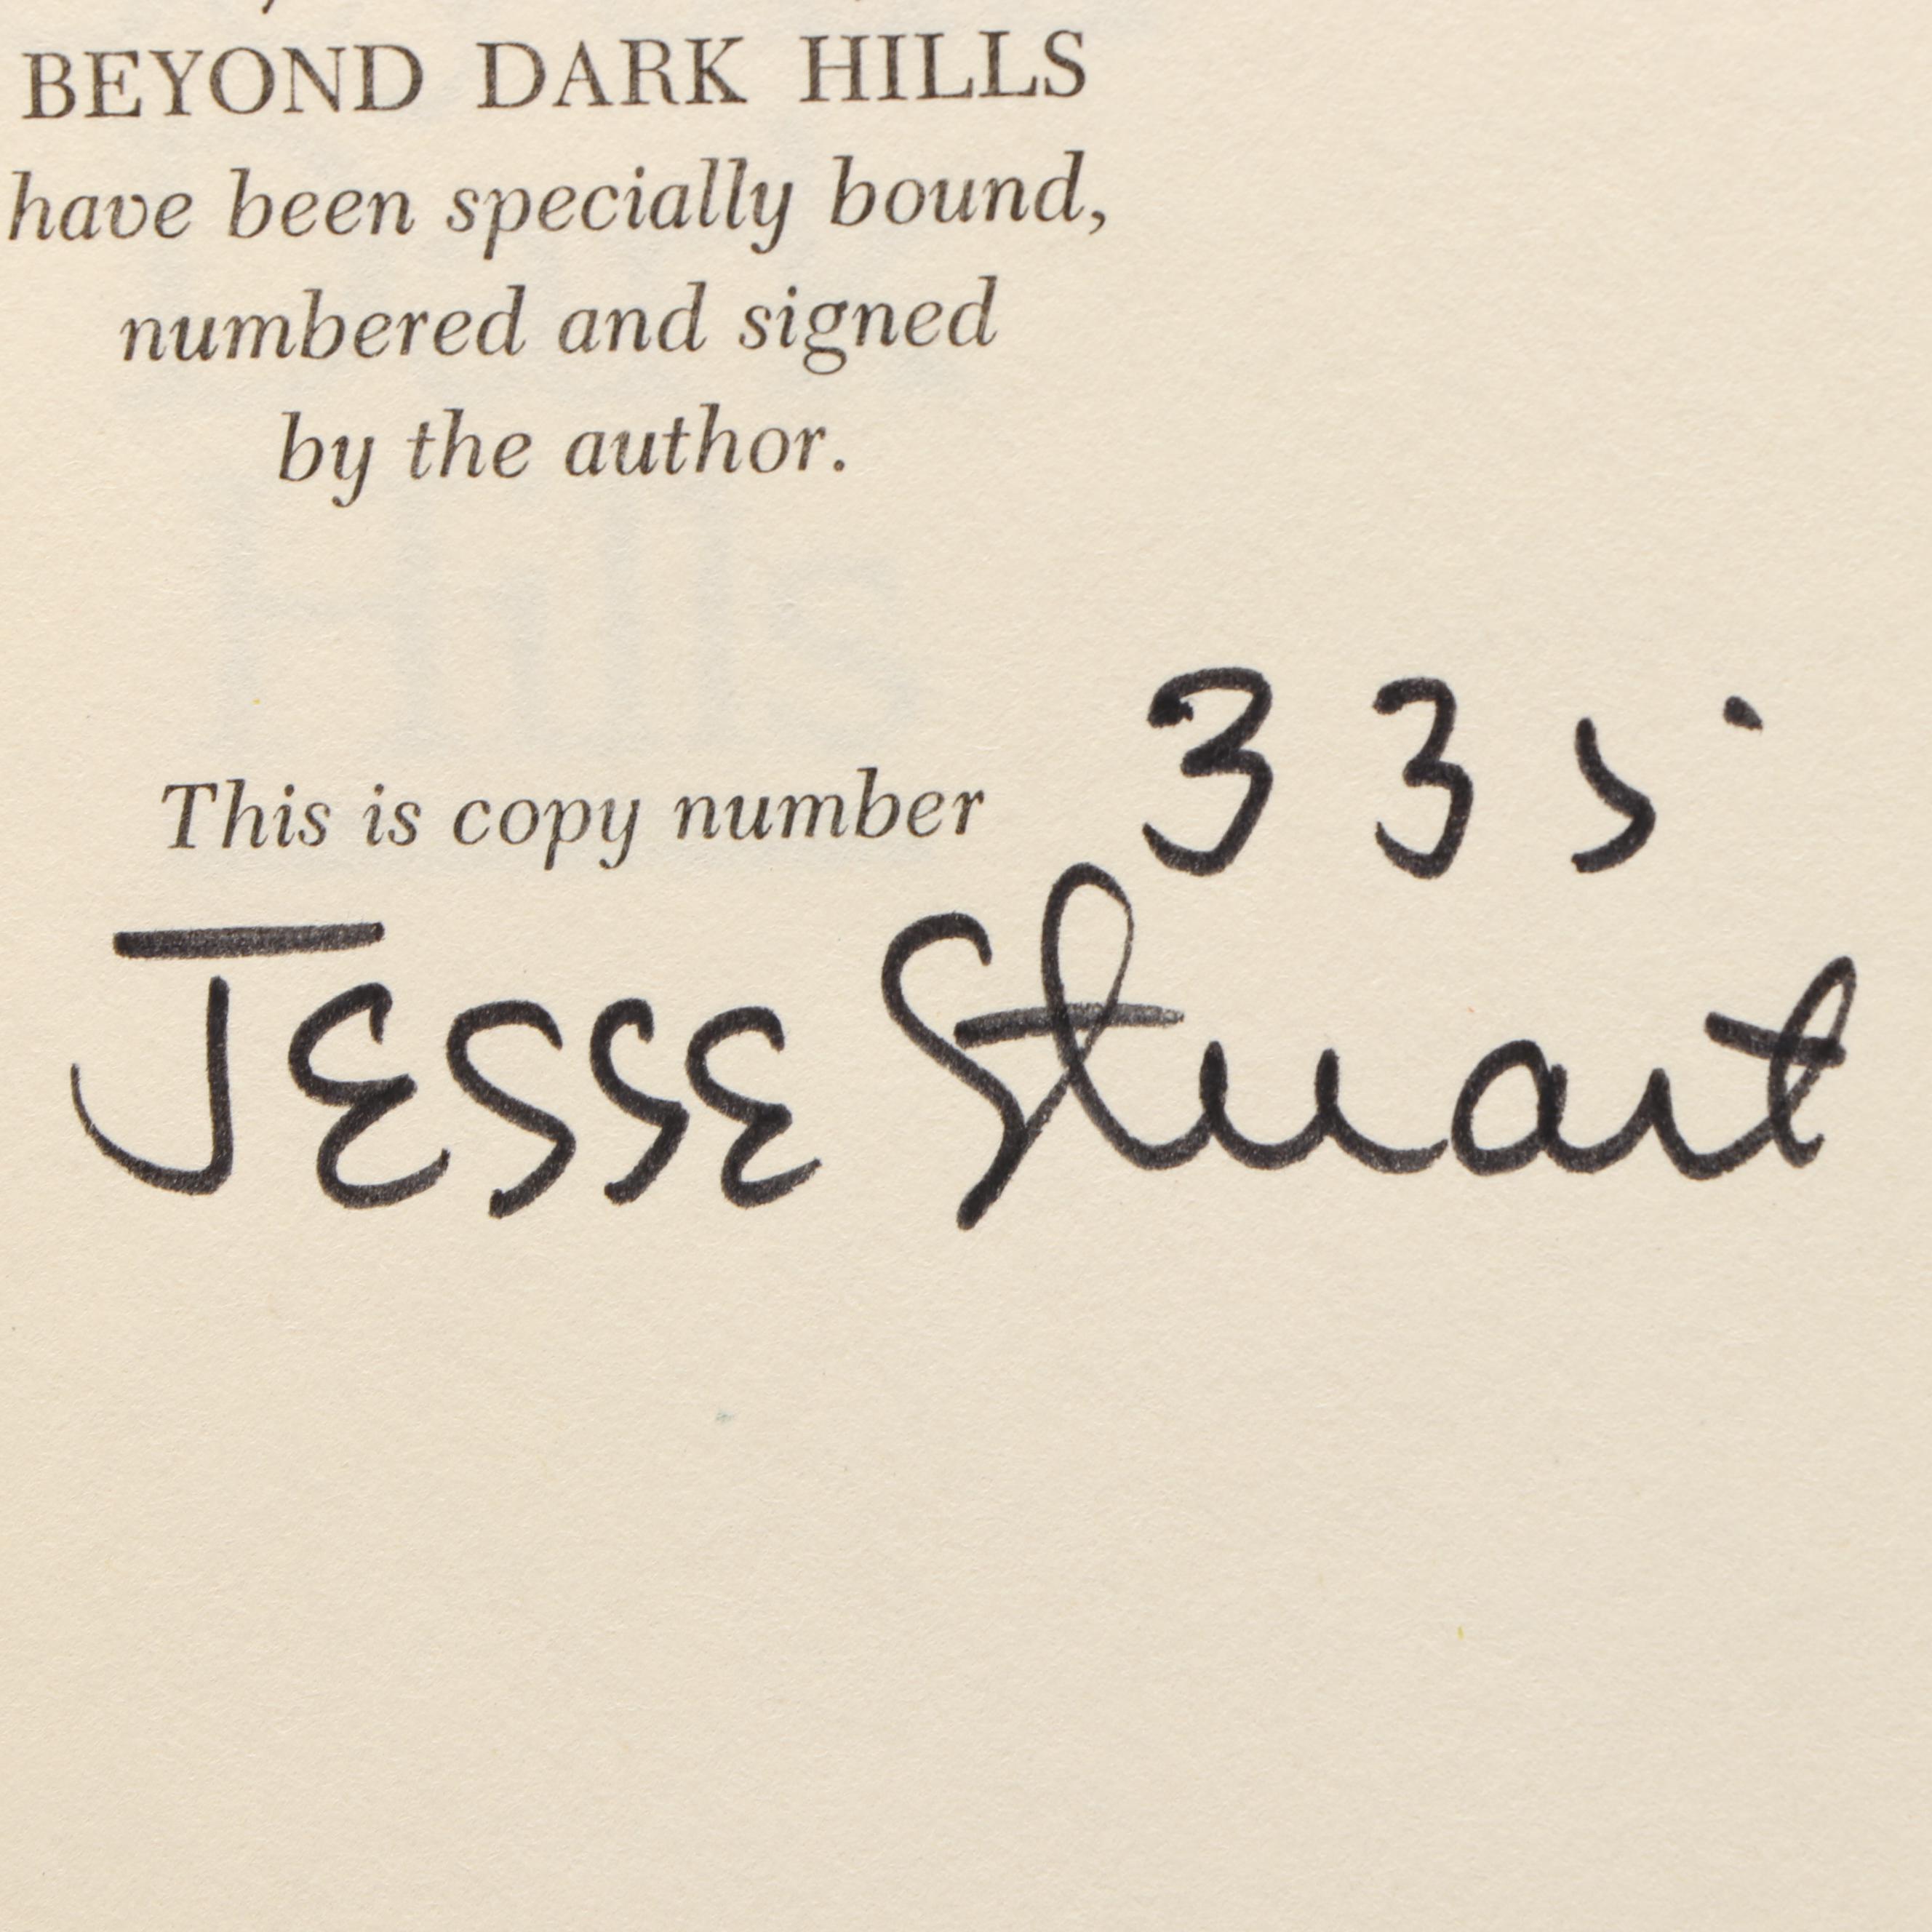 BEYOND DARK HILLS
have been specially bound,
numbered and signed
by the author.
This is copy number 335
Jesse Stuart